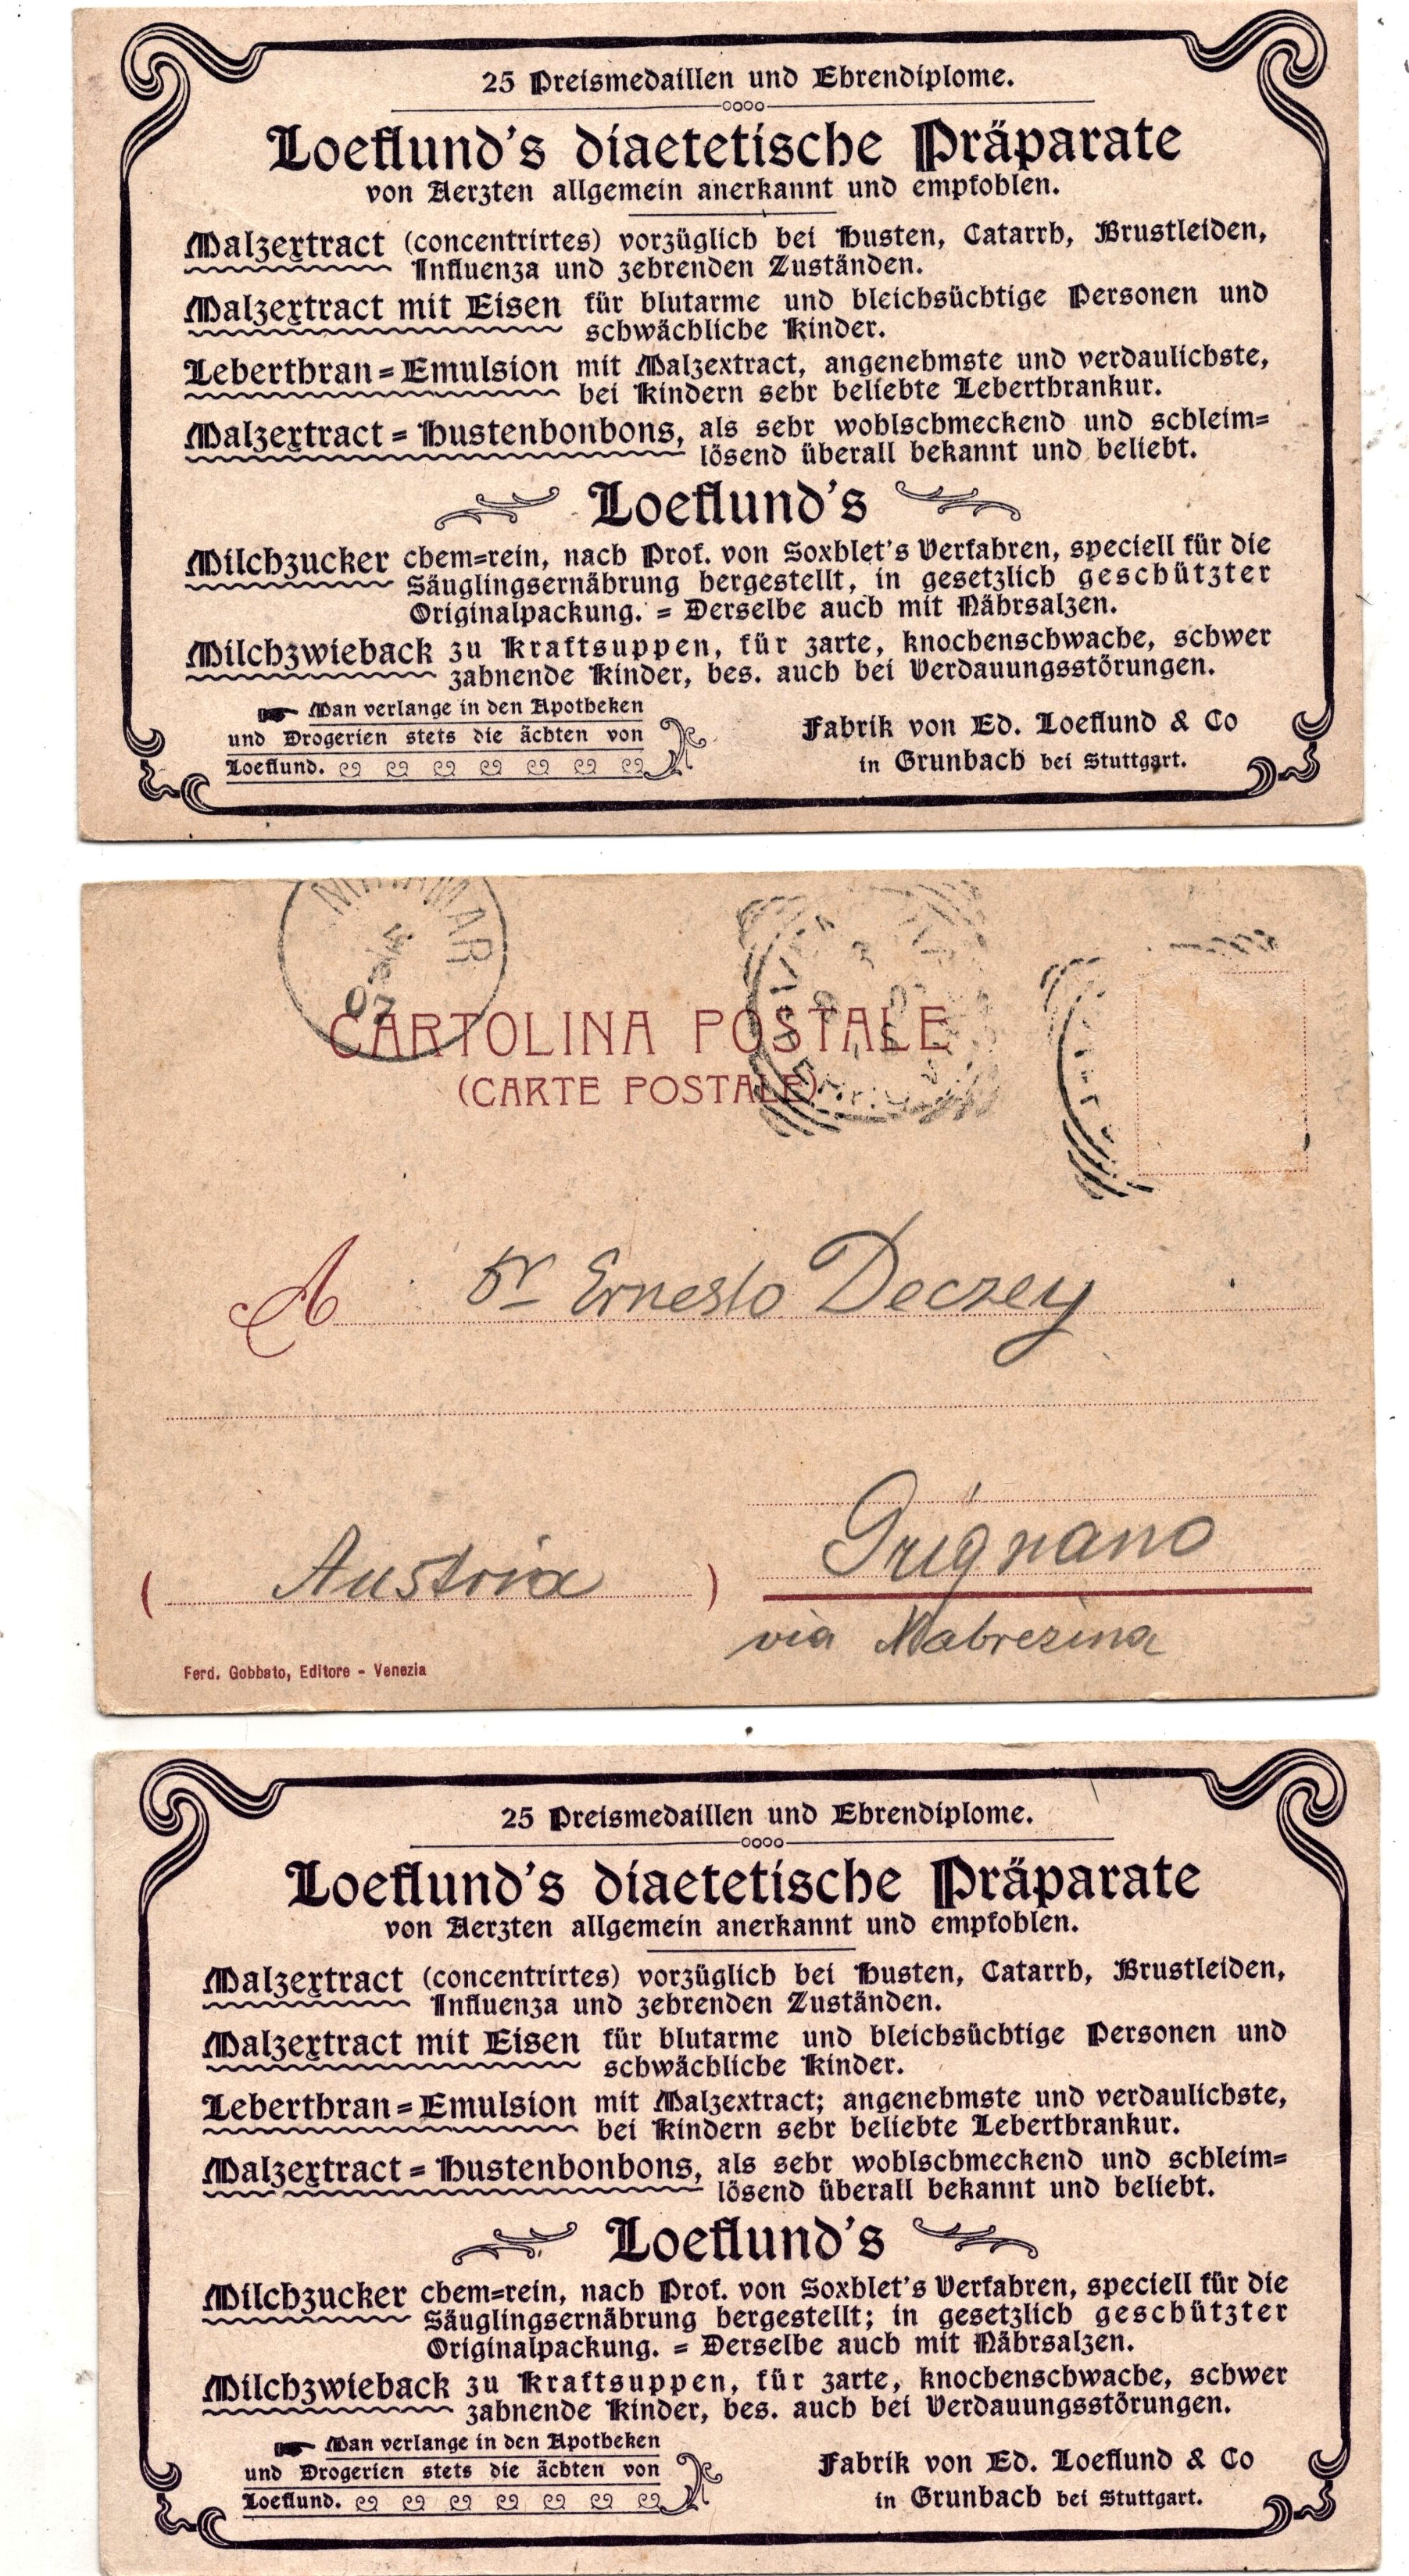 25 Preismedaillen und Ehrendiplome.
Loeflund's diaetetische Präparate
von Aerzten allgemein anerkannt und empfohlen.
Malzextract (concentrirtes) vorzüglich bei Husten, Catarrh, Brustleiden,
Influenza und zehrenden Zuständen.
Malzextract mit Eisen für blutarme und bleichsüchtige Personen und
schwächliche Kinder.
Leberthran=Emulsion mit Malzextract, angenehmste und verdaulichste,
bei Kindern sehr beliebte Leberthrankur.
Malzextract=Hustenbonbons, als sehr wohlschmeckend und schleim=
lösend überall bekannt und beliebt.
Loeflund's
Milchzucker chem=rein, nach Prof. von Soxhlet's Verfahren, speciell für die
Säuglingsernährung hergestellt, in gesetzlich geschützter
Originalpackung. = Derselbe auch mit Nährsalzen.
Milchzwieback zu Kraftsuppen, für zarte, knochenschwache, schwer
zahnende Kinder, bes. auch bei Verdauungsstörungen.
Man verlange in den Apotheken
und Drogerien stets die ächten von
Loeflund.
Fabrik von Ed. Loeflund & Co
in Grunbach bei Stuttgart.
07
CARTOLINA POSTALE
(CARTE POSTALE)
A Dr Ernesto Decsey
Grignano
(Austria)
via Nabresina
Ferd. Gobbato, Editore - Venezia
25 Preismedaillen und Ehrendiplome.
Loeflund's diaetetische Präparate
von Aerzten allgemein anerkannt und empfohlen.
Malzextract (concentrirtes) vorzüglich bei Husten, Catarrh, Brustleiden,
Influenza und zehrenden Zuständen.
Malzextract mit Eisen für blutarme und bleichsüchtige Personen und
schwächliche Kinder.
Leberthran=Emulsion mit Malzextract; angenehmste und verdaulichste,
bei Kindern sehr beliebte Leberthrankur.
Malzextract=Hustenbonbons, als sehr wohlschmeckend und schleim=
lösend überall bekannt und beliebt.
Loeflund's
Milchzucker chem=rein, nach Prof. von Soxhlet's Verfahren, speciell für die
Säuglingsernährung hergestellt; in gesetzlich geschützter
Originalpackung. = Derselbe auch mit Nährsalzen.
Milchzwieback zu Kraftsuppen, für zarte, knochenschwache, schwer
zahnende Kinder, bes. auch bei Verdauungsstörungen.
Man verlange in den Apotheken
und Drogerien stets die ächten von
Loeflund.
Fabrik von Ed. Loeflund & Co
in Grunbach bei Stuttgart.